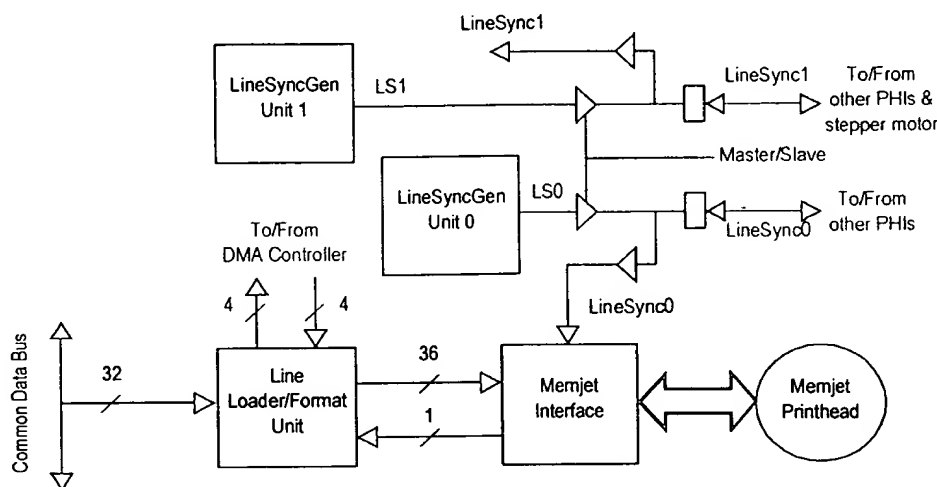 LineSync1
LineSyncGen
Unit 1
LS1
LineSync1
To/From
other PHIs &
stepper motor
Master/Slave
LineSyncGen
Unit 0
LS0
To/From
other PHIs
LineSync0
To/From
DMA Controller
4
4
LineSync0
Common Data Bus
32
Line
Loader/Format
Unit
36
1
Memjet
Interface
Memjet
Printhead